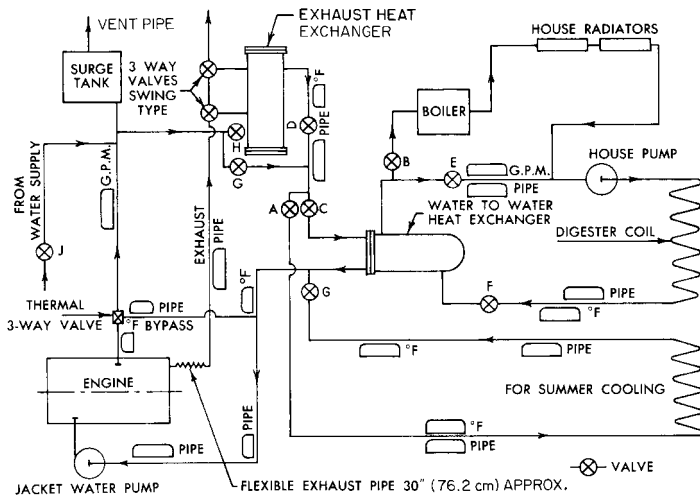 VENT PIPE
EXHAUST HEAT
EXCHANGER
HOUSE RADIATORS
SURGE
TANK
3 WAY
VALVES
SWING
TYPE
°F
PIPE
D
H
G
BOILER
B
E
G.P.M.
PIPE
HOUSE PUMP
FROM
WATER SUPPLY
G.P.M.
J
EXHAUST
PIPE
A
C
WATER TO WATER
HEAT EXCHANGER
DIGESTER COIL
THERMAL
3-WAY VALVE
PIPE
°F BYPASS
°F
G
F
PIPE
°F
°F
PIPE
ENGINE
FOR SUMMER COOLING
PIPE
PIPE
°F
PIPE
JACKET WATER PUMP
FLEXIBLE EXHAUST PIPE 30" (76.2 cm) APPROX.
VALVE